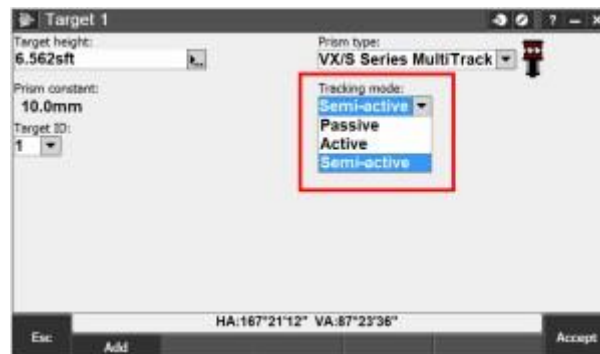 Target 1
? - x
Target height:
6.562sft
Prism type:
VX/S Series MultiTrack
Prism constant:
10.0mm
Tracking mode:
Semi-active
Target ID:
1
Passive
Active
Semi-active
HA:167°21'12" VA:87°23'36"
Esc
Add
Accept